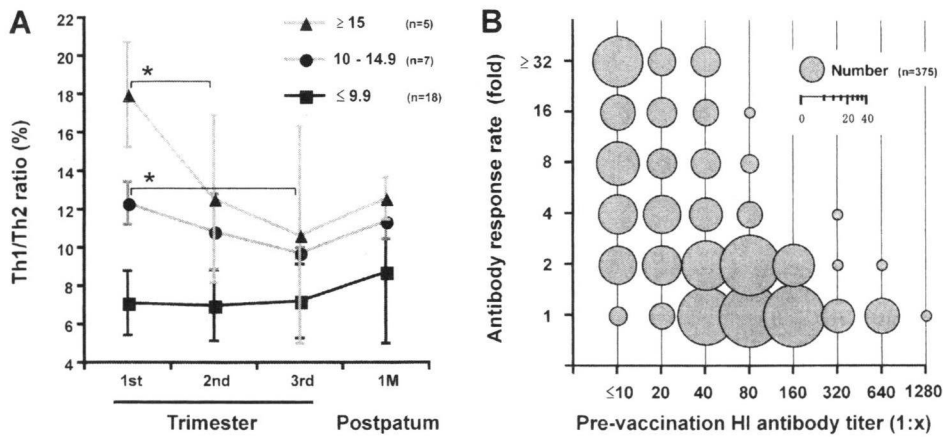 A
Th1/Th2 ratio (%)
22
20
18
16
14
12
10
8
6
4
≥ 15 (n=5)
10 - 14.9 (n=7)
≤ 9.9 (n=18)
*
*
1st 2nd 3rd 1M
Trimester Postpatum
B
Antibody response rate (fold)
≥ 32
16
8
4
2
1
Number (n=375)
0 20 40
≤10 20 40 80 160 320 640 1280
Pre-vaccination HI antibody titer (1:x)